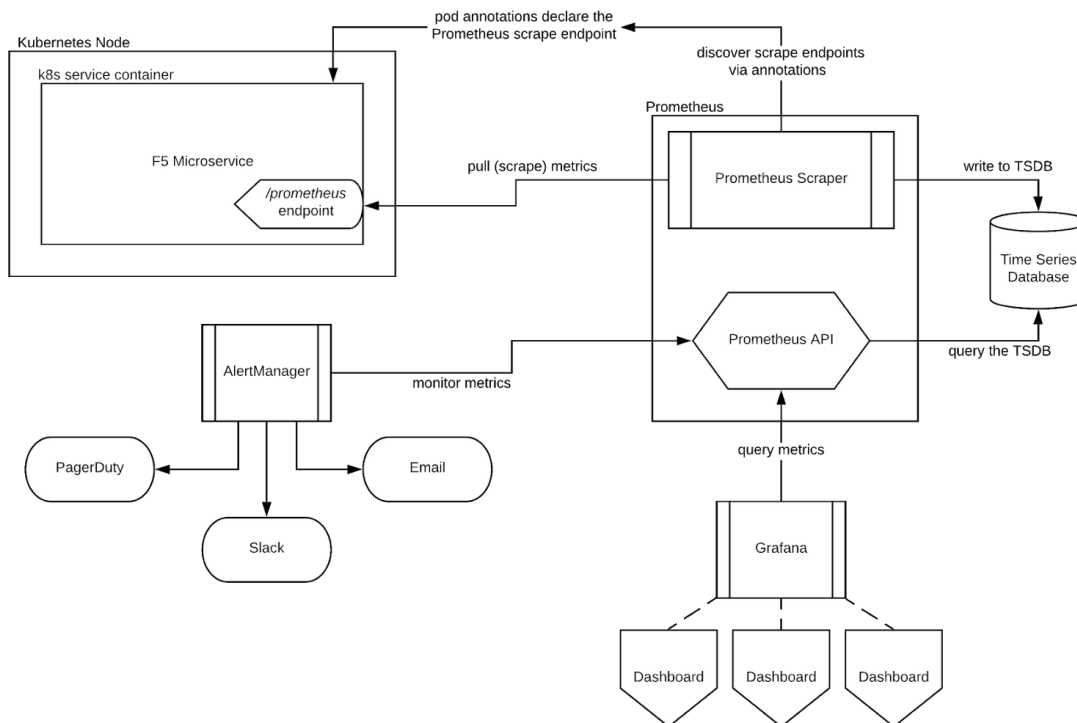 pod annotations declare the
Prometheus scrape endpoint
Kubernetes Node
discover scrape endpoints
via annotations
k8s service container
Prometheus
F5 Microservice
pull (scrape) metrics
Prometheus Scraper
write to TSDB
/prometheus
endpoint
Time Series
Database
Prometheus API
query the TSDB
AlertManager
monitor metrics
query metrics
PagerDuty
Email
Slack
Grafana
Dashboard
Dashboard
Dashboard